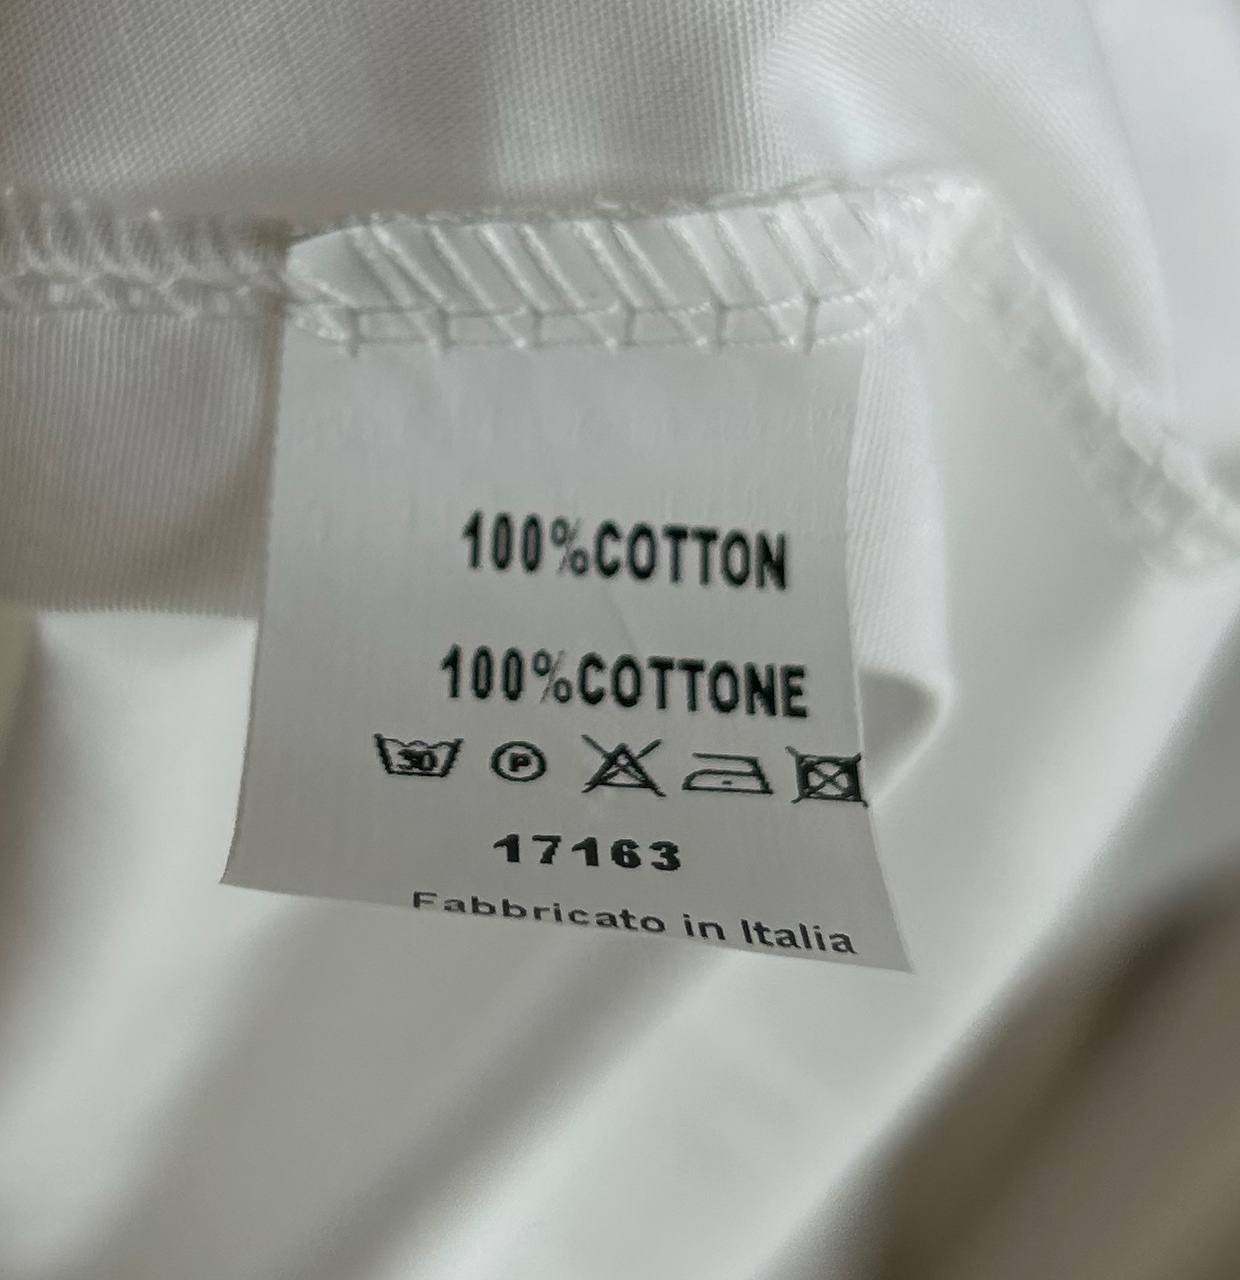 100%COTTON
100%COTTONE
30 P
17163
Fabbricato in Italia